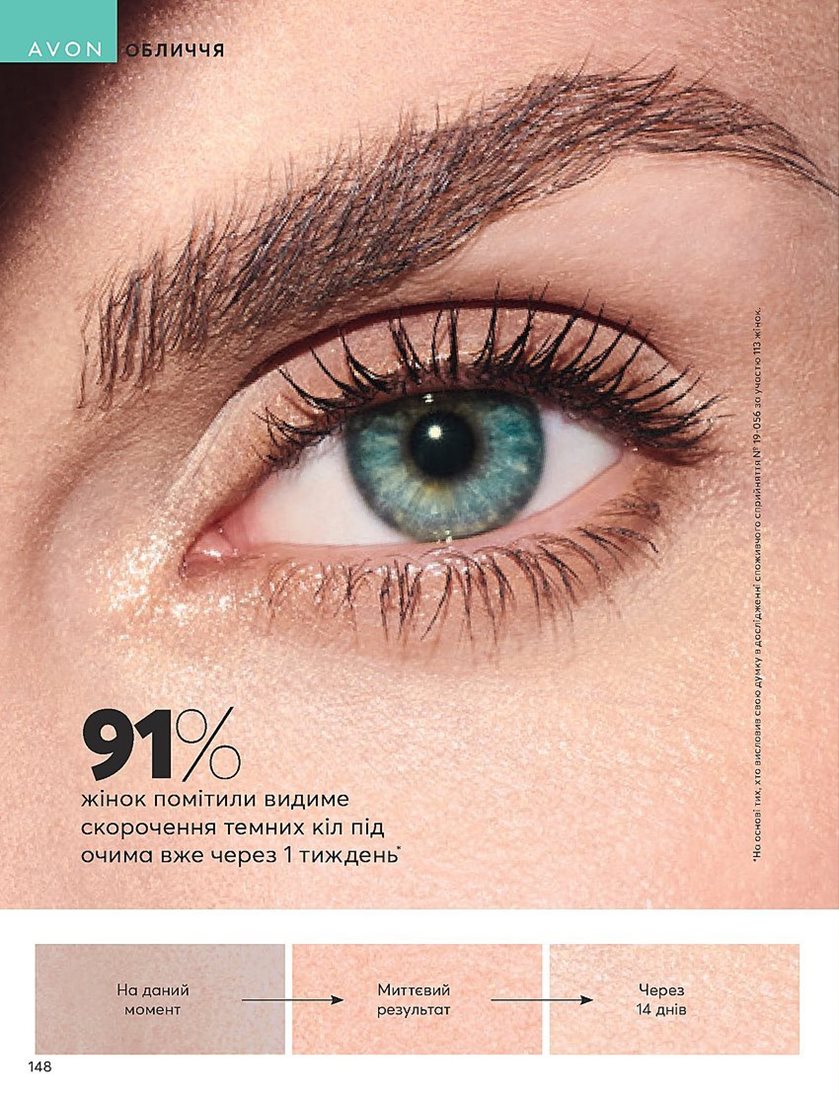 AVON ОБЛИЧЧЯ
91%
жінок помітили видиме
скорочення темних кіл під
очима вже через 1 тиждень*
*На основі тих, хто висловив свою думку в дослідженні споживчого сприйняття № 19-056 за участю 113 жінок.
На даний
момент
Миттєвий
результат
Через
14 днів
148